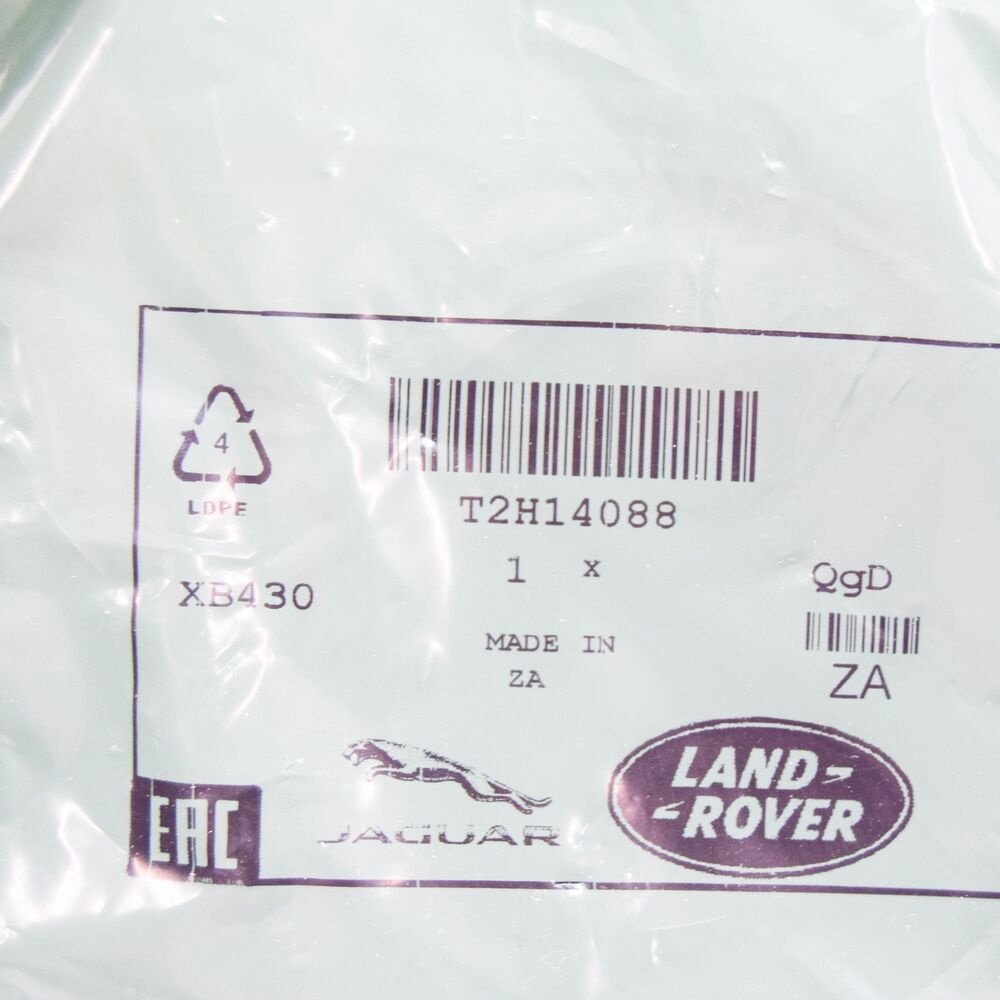 4
LDPE
T2H14088
1 x
XB430
QgD
MADE IN
ZA
ZA
JAGUAR
LAND-
-ROVER
EAC